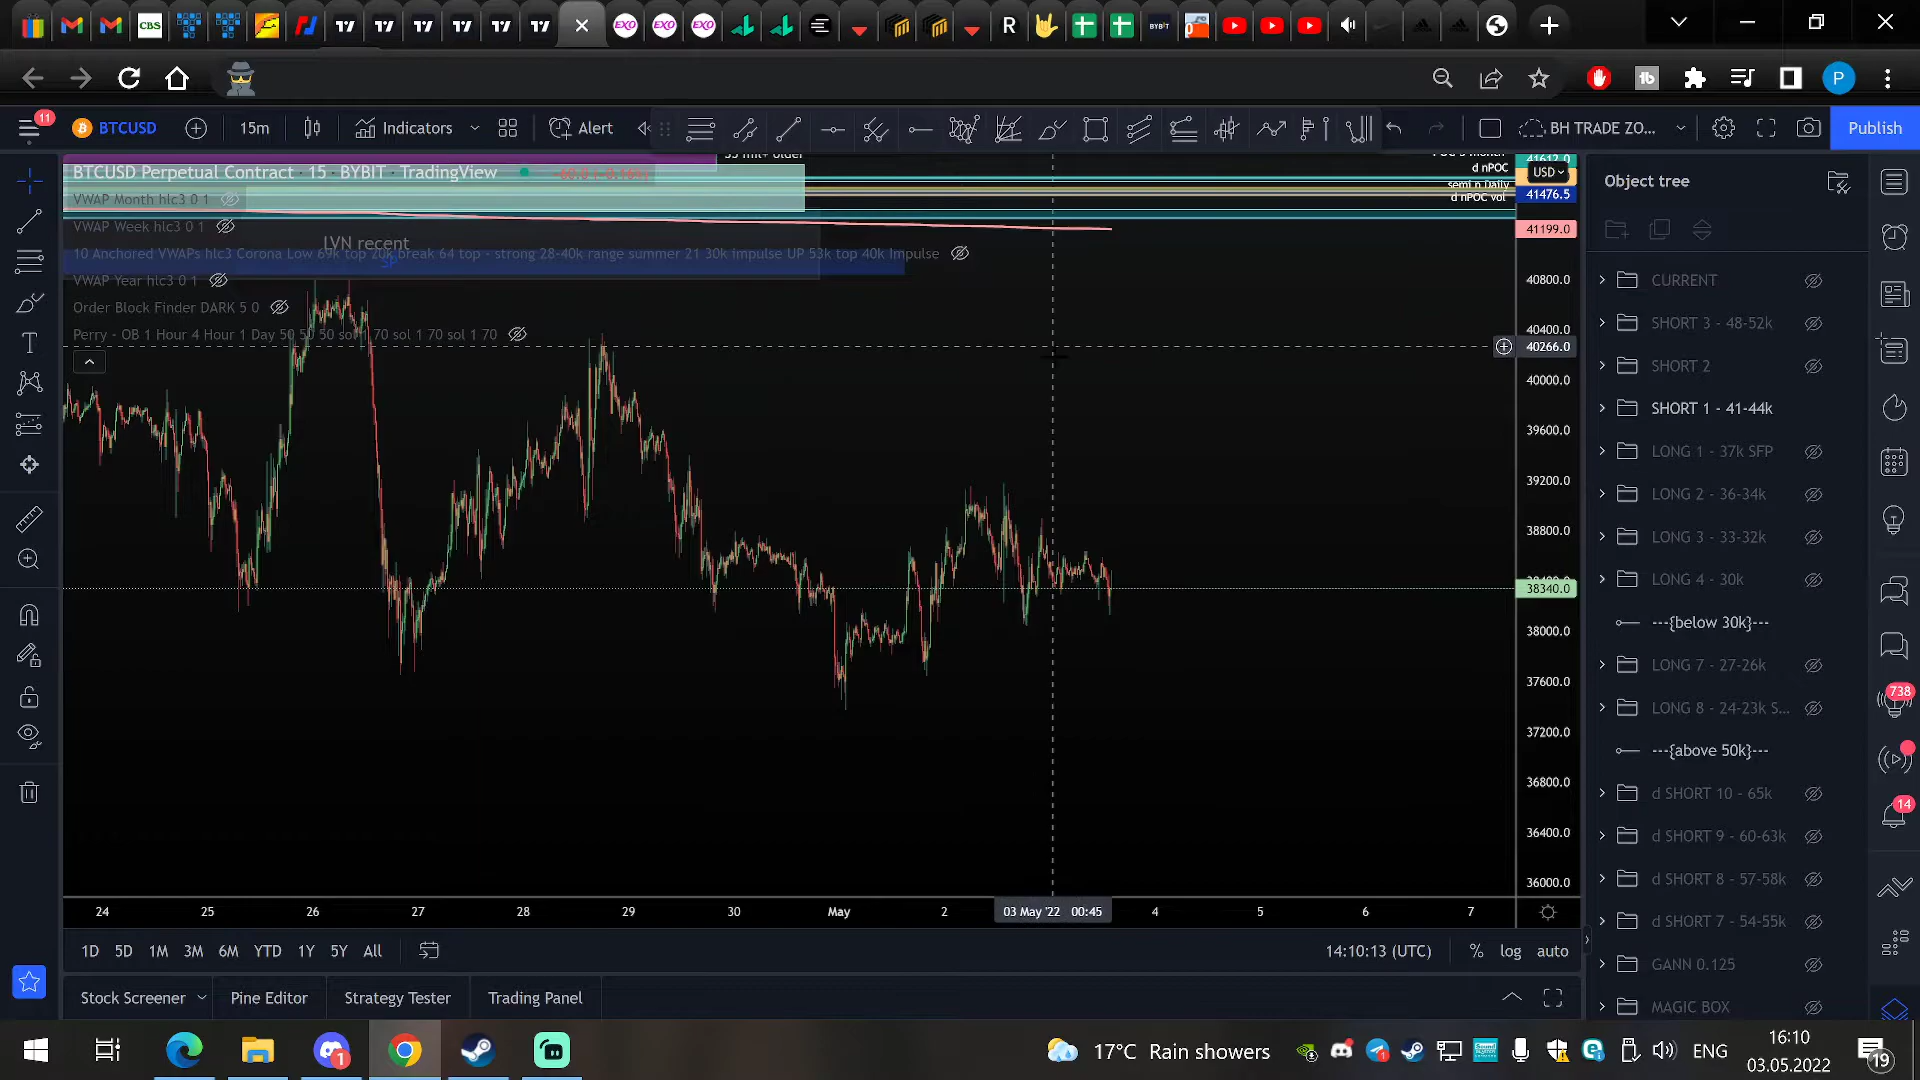 CBS
EXO
EXO
EXO
R
BYBIT
P
11
BTCUSD
15m
Indicators
Alert
BH TRADE ZO...
Publish
BTCUSD Perpetual Contract · 15 · BYBIT · TradingView
VWAP Month hlc3 0 1
VWAP Week hlc3 0 1
LVN recent
10 Anchored VWAPs hlc3 Corona Low 69k top 20k break 64 top - strong 28-40k range summer 21 30k impulse UP 53k top 40k Impulse
VWAP Year hlc3 0 1
Order Block Finder DARK 5 0
Perry - OB 1 Hour 4 Hour 1 Day 50 50 50 sol 1 70 sol 1 70 sol 1 70
d nPOC
semi n Daily
d nPOC vol
41612.0
USD
41476.5
41199.0
40800.0
40400.0
40266.0
40000.0
39600.0
39200.0
38800.0
38340.0
38000.0
37600.0
37200.0
36800.0
36400.0
36000.0
Object tree
CURRENT
SHORT 3 - 48-52k
SHORT 2
SHORT 1 - 41-44k
LONG 1 - 37k SFP
LONG 2 - 36-34k
LONG 3 - 33-32k
LONG 4 - 30k
---{below 30k}---
LONG 7 - 27-26k
LONG 8 - 24-23k S...
---{above 50k}---
d SHORT 10 - 65k
d SHORT 9 - 60-63k
d SHORT 8 - 57-58k
d SHORT 7 - 54-55k
GANN 0.125
MAGIC BOX
738
14
24 25 26 27 28 29 30 May 2 03 May '22 00:45 4 5 6 7
1D 5D 1M 3M 6M YTD 1Y 5Y All
14:10:13 (UTC) % log auto
Stock Screener Pine Editor Strategy Tester Trading Panel
1
17°C Rain showers
ENG
16:10
03.05.2022
19